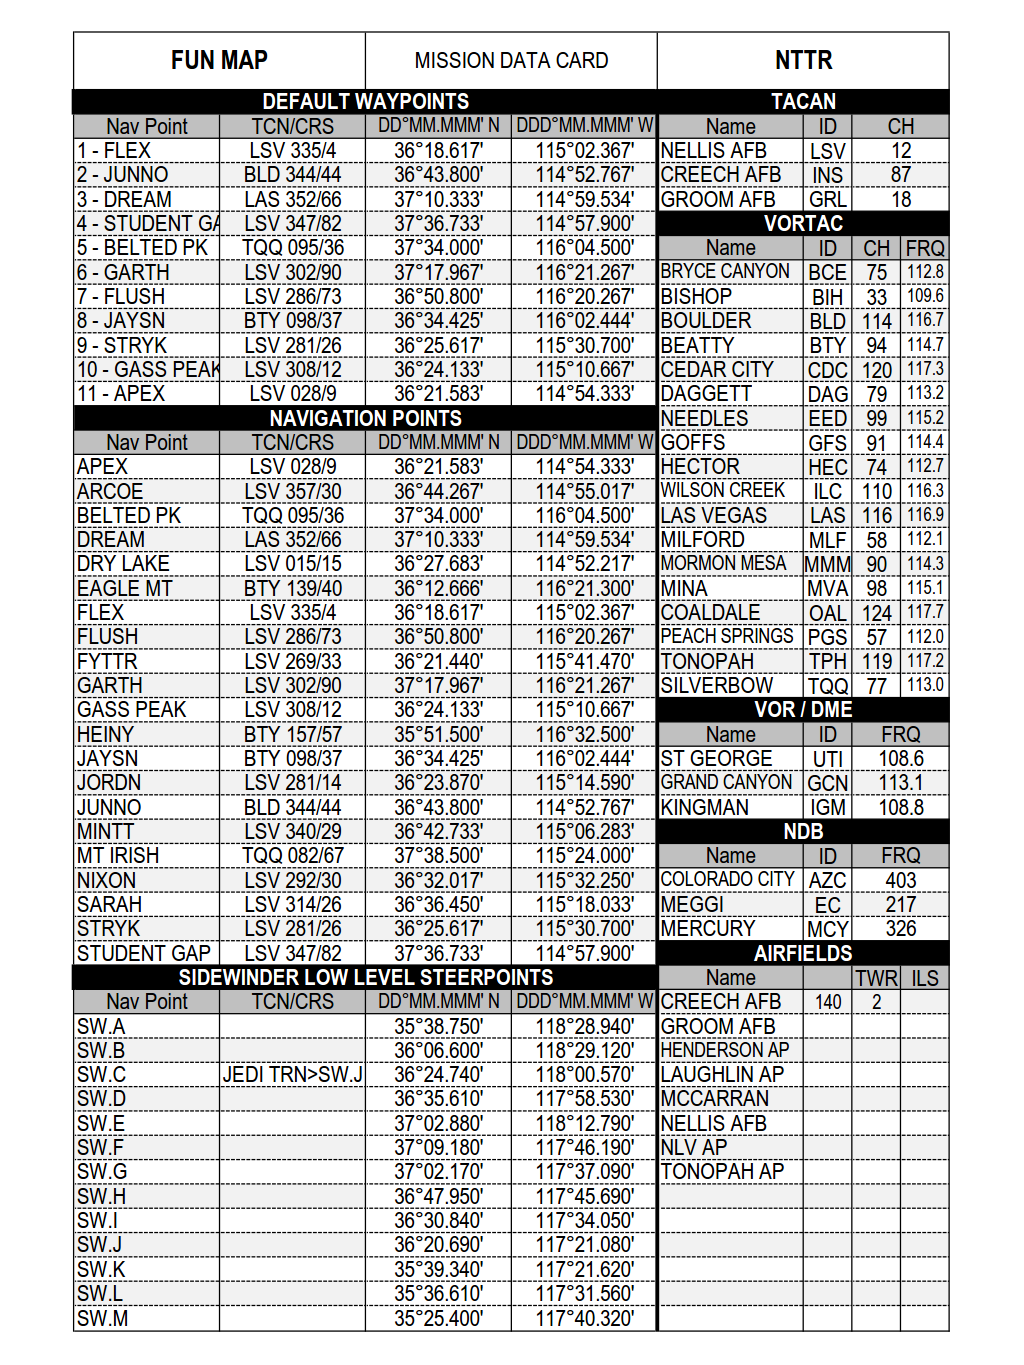 FUN MAP MISSION DATA CARD NTTR
DEFAULT WAYPOINTS
Nav Point TCN/CRS DD°MM.MMM' N DDD°MM.MMM' W
1 - FLEX LSV 335/4 36°18.617' 115°02.367'
2 - JUNNO BLD 344/44 36°43.800' 114°52.767'
3 - DREAM LAS 352/66 37°10.333' 114°59.534'
4 - STUDENT GA LSV 347/82 37°36.733' 114°57.900'
5 - BELTED PK TQQ 095/36 37°34.000' 116°04.500'
6 - GARTH LSV 302/90 37°17.967' 116°21.267'
7 - FLUSH LSV 286/73 36°50.800' 116°20.267'
8 - JAYSN BTY 098/37 36°34.425' 116°02.444'
9 - STRYK LSV 281/26 36°25.617' 115°30.700'
10 - GASS PEAK LSV 308/12 36°24.133' 115°10.667'
11 - APEX LSV 028/9 36°21.583' 114°54.333'
NAVIGATION POINTS
Nav Point TCN/CRS DD°MM.MMM' N DDD°MM.MMM' W
APEX LSV 028/9 36°21.583' 114°54.333'
ARCOE LSV 357/30 36°44.267' 114°55.017'
BELTED PK TQQ 095/36 37°34.000' 116°04.500'
DREAM LAS 352/66 37°10.333' 114°59.534'
DRY LAKE LSV 015/15 36°27.683' 114°52.217'
EAGLE MT BTY 139/40 36°12.666' 116°21.300'
FLEX LSV 335/4 36°18.617' 115°02.367'
FLUSH LSV 286/73 36°50.800' 116°20.267'
FYTTR LSV 269/33 36°21.440' 115°41.470'
GARTH LSV 302/90 37°17.967' 116°21.267'
GASS PEAK LSV 308/12 36°24.133' 115°10.667'
HEINY BTY 157/57 35°51.500' 116°32.500'
JAYSN BTY 098/37 36°34.425' 116°02.444'
JORDN LSV 281/14 36°23.870' 115°14.590'
JUNNO BLD 344/44 36°43.800' 114°52.767'
MINTT LSV 340/29 36°42.733' 115°06.283'
MT IRISH TQQ 082/67 37°38.500' 115°24.000'
NIXON LSV 292/30 36°32.017' 115°32.250'
SARAH LSV 314/26 36°36.450' 115°18.033'
STRYK LSV 281/26 36°25.617' 115°30.700'
STUDENT GAP LSV 347/82 37°36.733' 114°57.900'
SIDEWINDER LOW LEVEL STEERPOINTS
Nav Point TCN/CRS DD°MM.MMM' N DDD°MM.MMM' W
SW.A 35°38.750' 118°28.940'
SW.B 36°06.600' 118°29.120'
SW.C JEDI TRN>SW.J 36°24.740' 118°00.570'
SW.D 36°35.610' 117°58.530'
SW.E 37°02.880' 118°12.790'
SW.F 37°09.180' 117°46.190'
SW.G 37°02.170' 117°37.090'
SW.H 36°47.950' 117°45.690'
SW.I 36°30.840' 117°34.050'
SW.J 36°20.690' 117°21.080'
SW.K 35°39.340' 117°21.620'
SW.L 35°36.610' 117°31.560'
SW.M 35°25.400' 117°40.320'
TACAN
Name ID CH
NELLIS AFB LSV 12
CREECH AFB INS 87
GROOM AFB GRL 18
VORTAC
Name ID CH FRQ
BRYCE CANYON BCE 75 112.8
BISHOP BIH 33 109.6
BOULDER BLD 114 116.7
BEATTY BTY 94 114.7
CEDAR CITY CDC 120 117.3
DAGGETT DAG 79 113.2
NEEDLES EED 99 115.2
GOFFS GFS 91 114.4
HECTOR HEC 74 112.7
WILSON CREEK ILC 110 116.3
LAS VEGAS LAS 116 116.9
MILFORD MLF 58 112.1
MORMON MESA MMM 90 114.3
MINA MVA 98 115.1
COALDALE OAL 124 117.7
PEACH SPRINGS PGS 57 112.0
TONOPAH TPH 119 117.2
SILVERBOW TQQ 77 113.0
VOR / DME
Name ID FRQ
ST GEORGE UTI 108.6
GRAND CANYON GCN 113.1
KINGMAN IGM 108.8
NDB
Name ID FRQ
COLORADO CITY AZC 403
MEGGI EC 217
MERCURY MCY 326
AIRFIELDS
Name TWR ILS
CREECH AFB 140 2
GROOM AFB
HENDERSON AP
LAUGHLIN AP
MCCARRAN
NELLIS AFB
NLV AP
TONOPAH AP